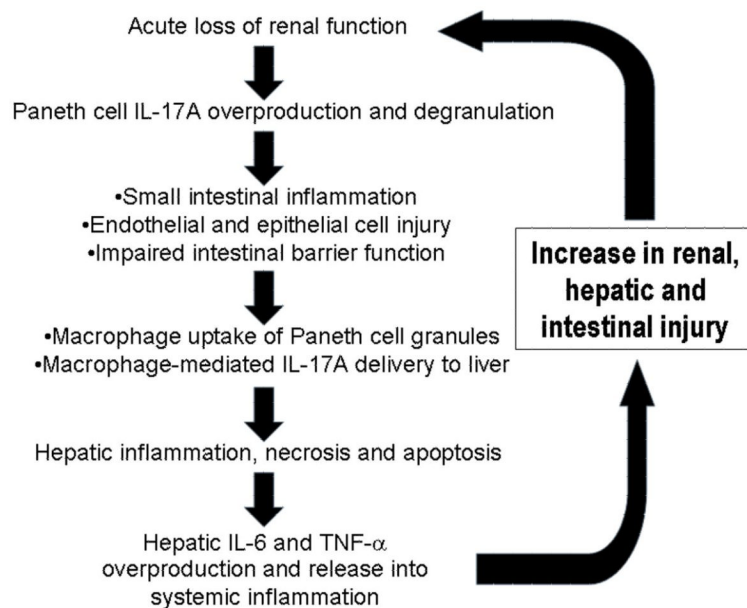 Acute loss of renal function
Paneth cell IL-17A overproduction and degranulation
•Small intestinal inflammation
•Endothelial and epithelial cell injury
•Impaired intestinal barrier function
•Macrophage uptake of Paneth cell granules
•Macrophage-mediated IL-17A delivery to liver
Hepatic inflammation, necrosis and apoptosis
Hepatic IL-6 and TNF-α
overproduction and release into
systemic inflammation
Increase in renal,
hepatic and
intestinal injury